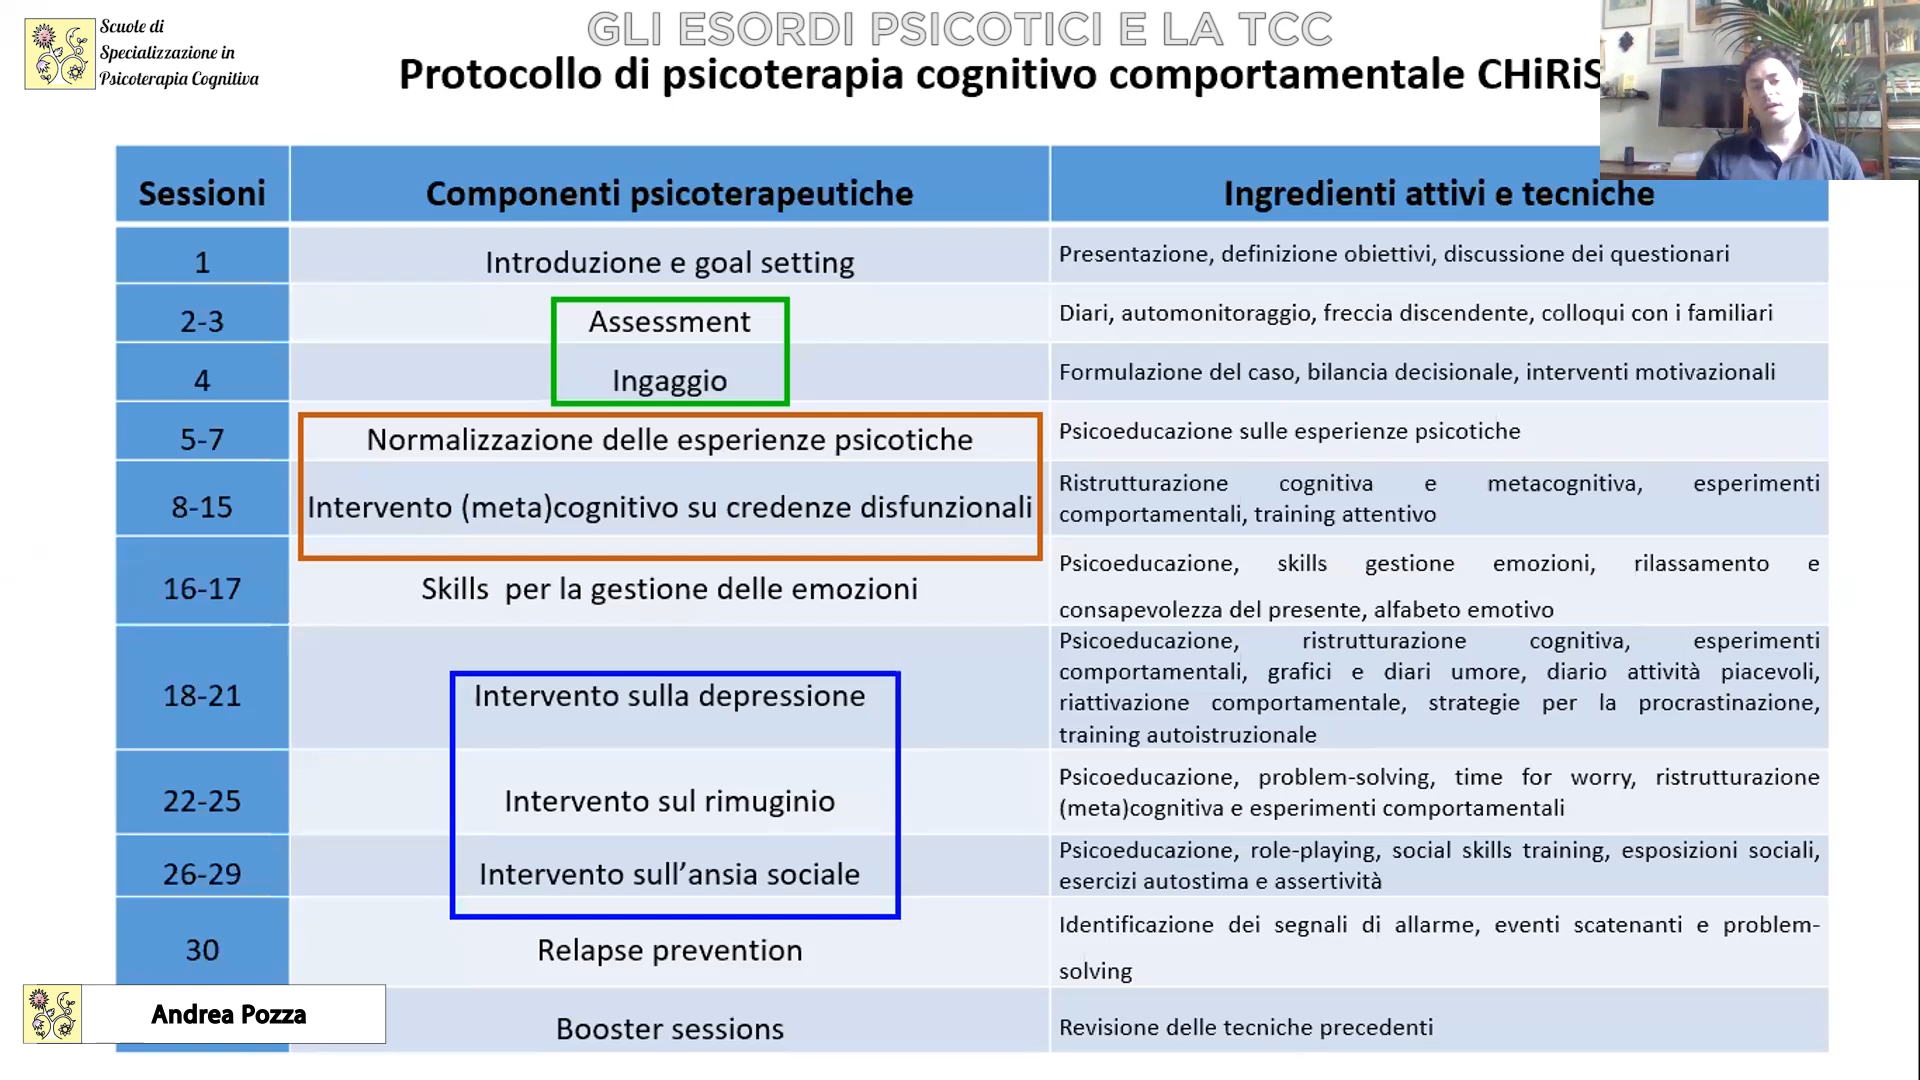 Scuole di
Specializzazione in
Psicoterapia Cognitiva
GLI ESORDI PSICOTICI E LA TCC
Protocollo di psicoterapia cognitivo comportamentale CHiRiS
Sessioni
Componenti psicoterapeutiche
Ingredienti attivi e tecniche
1
Introduzione e goal setting
Presentazione, definizione obiettivi, discussione dei questionari
2-3
Assessment
Diari, automonitoraggio, freccia discendente, colloqui con i familiari
4
Ingaggio
Formulazione del caso, bilancia decisionale, interventi motivazionali
5-7
Normalizzazione delle esperienze psicotiche
Psicoeducazione sulle esperienze psicotiche
8-15
Intervento (meta)cognitivo su credenze disfunzionali
Ristrutturazione cognitiva e metacognitiva, esperimenti
comportamentali, training attentivo
16-17
Skills per la gestione delle emozioni
Psicoeducazione, skills gestione emozioni, rilassamento e
consapevolezza del presente, alfabeto emotivo
18-21
Intervento sulla depressione
Psicoeducazione, ristrutturazione cognitiva, esperimenti
comportamentali, grafici e diari umore, diario attività piacevoli,
riattivazione comportamentale, strategie per la procrastinazione,
training autoistruzionale
22-25
Intervento sul rimuginio
Psicoeducazione, problem-solving, time for worry, ristrutturazione
(meta)cognitiva e esperimenti comportamentali
26-29
Intervento sull’ansia sociale
Psicoeducazione, role-playing, social skills training, esposizioni sociali,
esercizi autostima e assertività
30
Relapse prevention
Identificazione dei segnali di allarme, eventi scatenanti e problem-
solving
Booster sessions
Revisione delle tecniche precedenti
Andrea Pozza